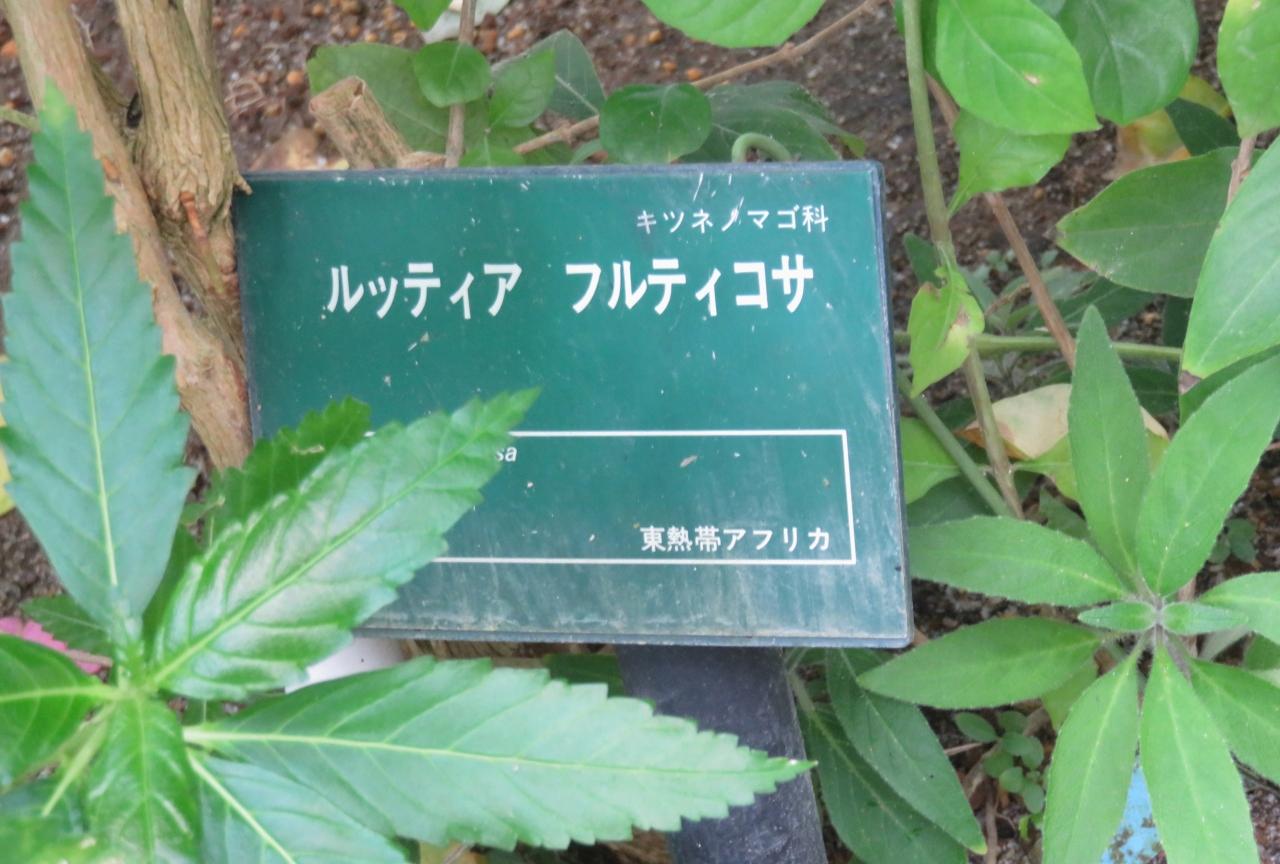 キツネノマゴ科
ルッティア フルティコサ
東熱帯アフリカ